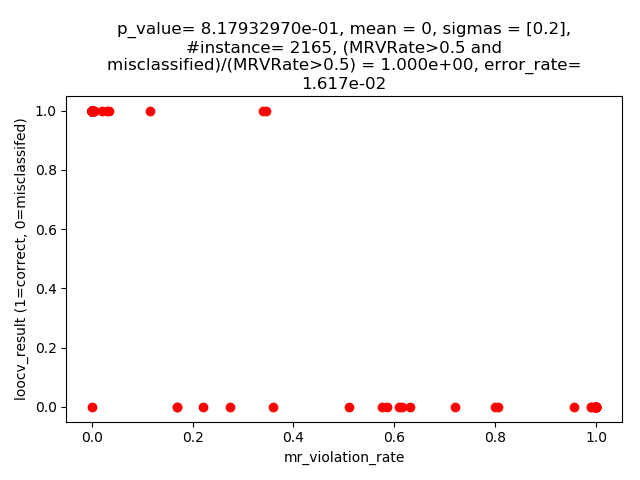 p_value= 8.17932970e-01, mean = 0, sigmas = [0.2],
#instance= 2165, (MRVRate>0.5 and
misclassified)/(MRVRate>0.5) = 1.000e+00, error_rate=
1.617e-02
loocv_result (1=correct, 0=misclassifed)
1.0
0.8
0.6
0.4
0.2
0.0
0.0 0.2 0.4 0.6 0.8 1.0
mr_violation_rate